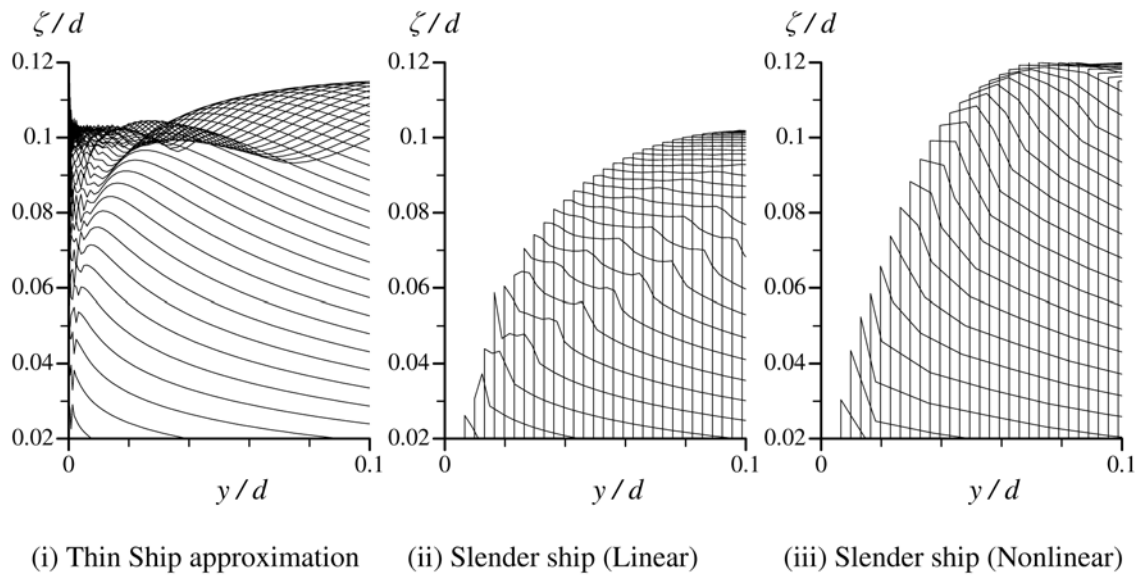 ζ / d
0.12
0.1
0.08
0.06
0.04
0.02
0
0.1
y / d
(i) Thin Ship approximation
ζ / d
0.12
0.1
0.08
0.06
0.04
0.02
0
0.1
y / d
(ii) Slender ship (Linear)
ζ / d
0.12
0.1
0.08
0.06
0.04
0.02
0
0.1
y / d
(iii) Slender ship (Nonlinear)